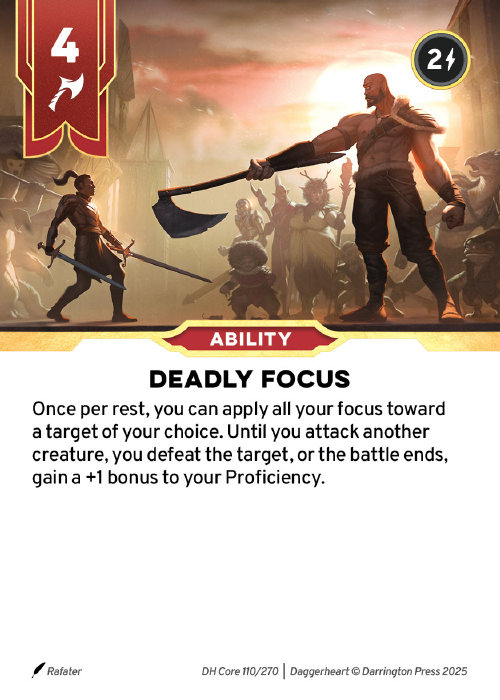 4
2
ABILITY
DEADLY FOCUS
Once per rest, you can apply all your focus toward
a target of your choice. Until you attack another
creature, you defeat the target, or the battle ends,
gain a +1 bonus to your Proficiency.
Rafater
DH Core 110/270 | Daggerheart © Darrington Press 2025